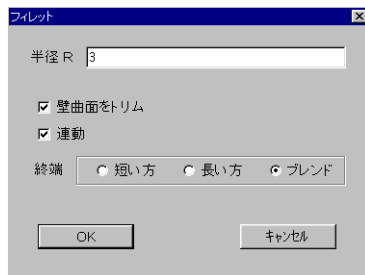 フィレット
半径 R 3
壁曲面をトリム
連動
終端 短い方 長い方 ブレンド
OK キャンセル